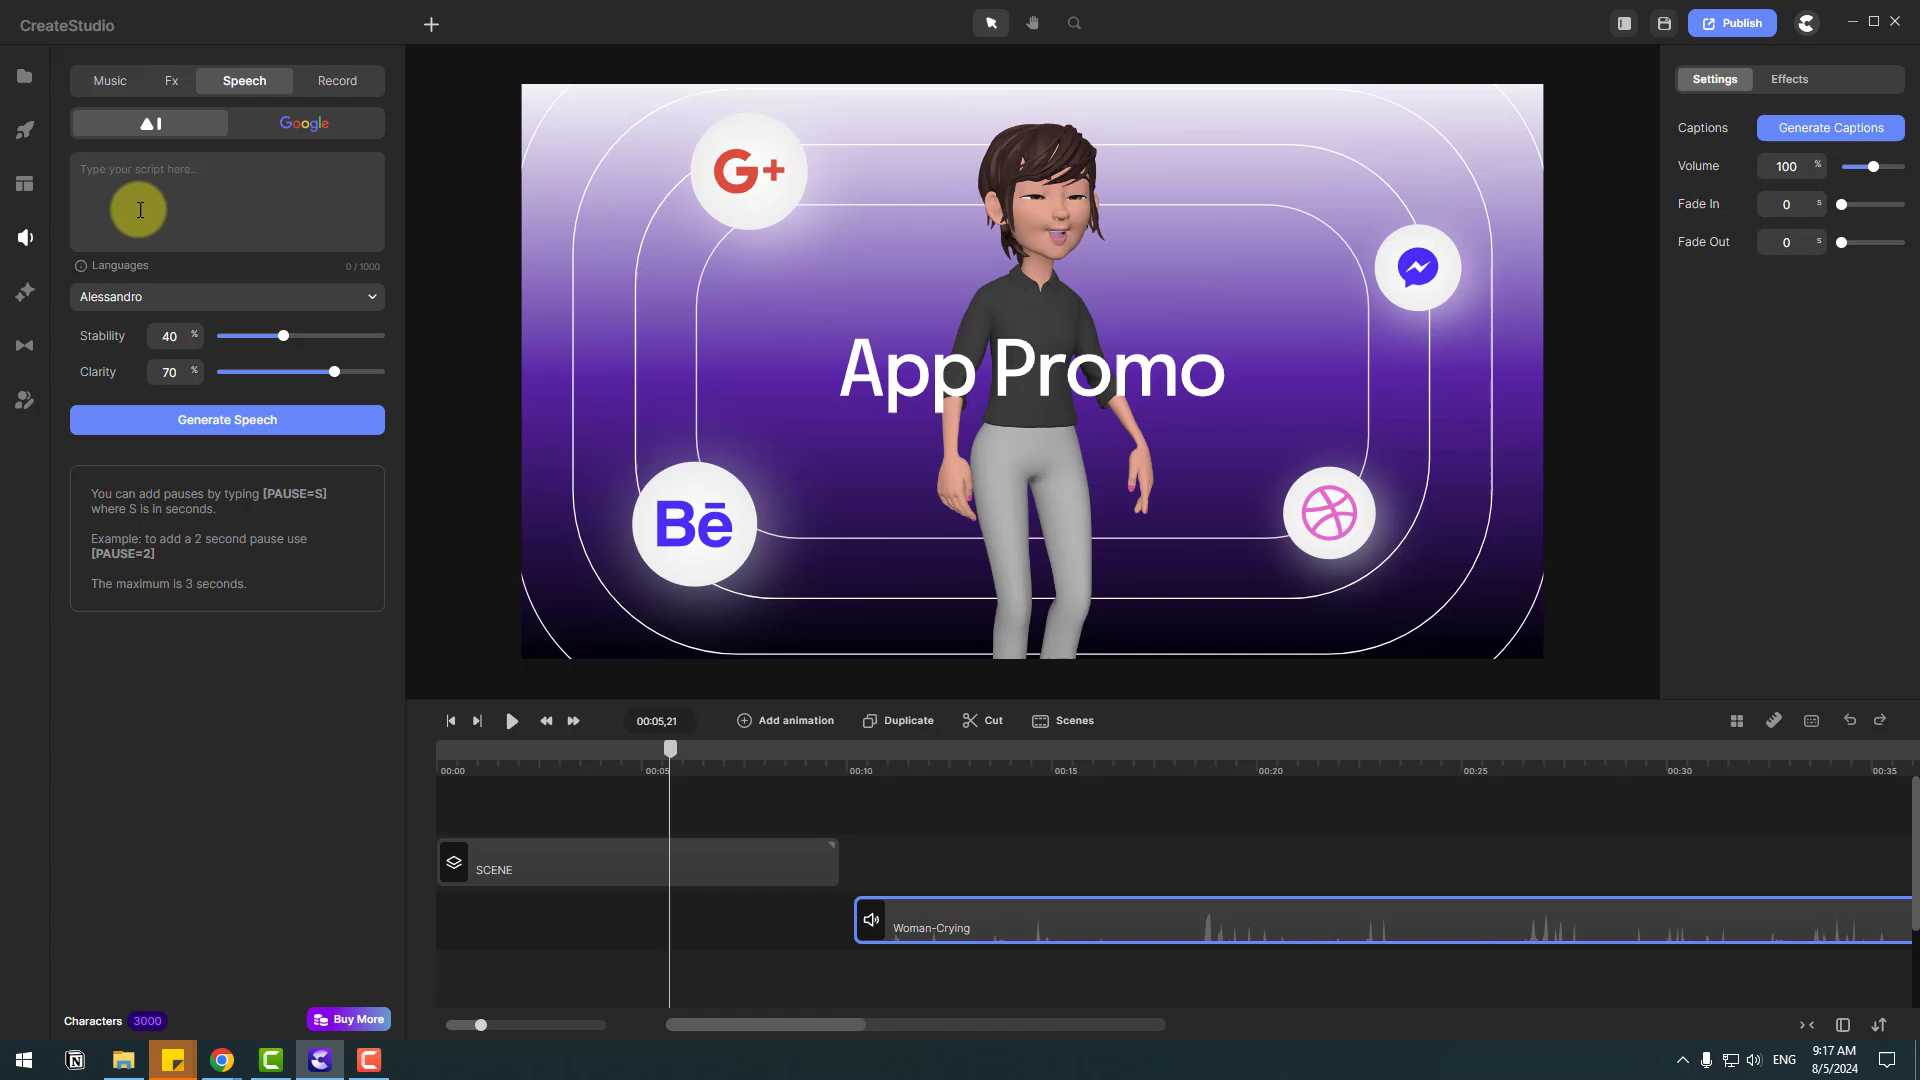 CreateStudio
Publish
Music
Fx
Speech
Record
Settings
Effects
AI
Google
Type your script here..
Captions
Generate Captions
Volume
100 %
Fade In
0 s
Fade Out
0 s
Languages
0 / 1000
Alessandro
Stability
40 %
Clarity
70 %
Generate Speech
You can add pauses by typing [PAUSE=S]
where S is in seconds.
Example: to add a 2 second pause use
[PAUSE=2]
The maximum is 3 seconds.
G+
App Promo
Bē
00:05,21
Add animation
Duplicate
Cut
Scenes
00:00
00:05
00:10
00:15
00:20
00:25
00:30
00:35
SCENE
Woman-Crying
Characters 3000
Buy More
ENG
9:17 AM
8/5/2024